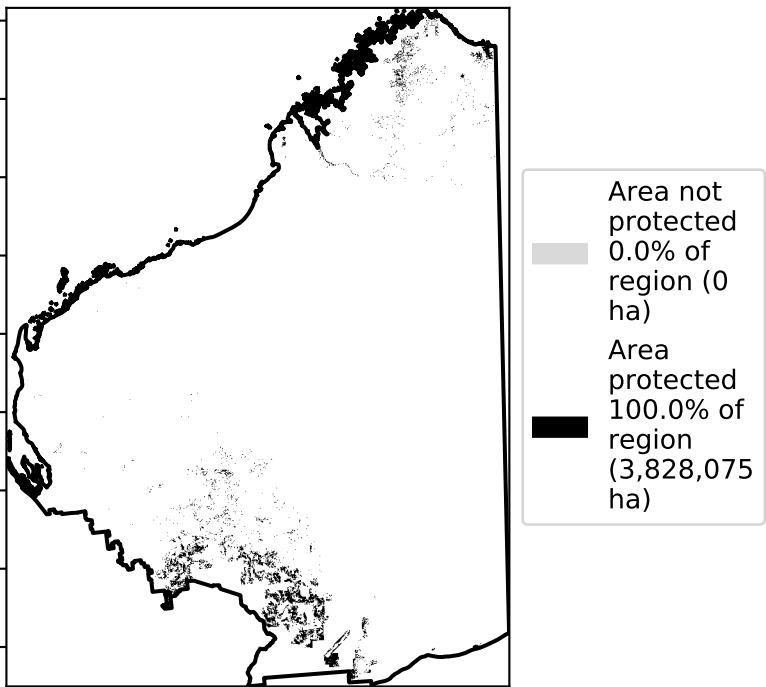 Area not
protected
0.0% of
region (0
ha)
Area
protected
100.0% of
region
(3,828,075
ha)